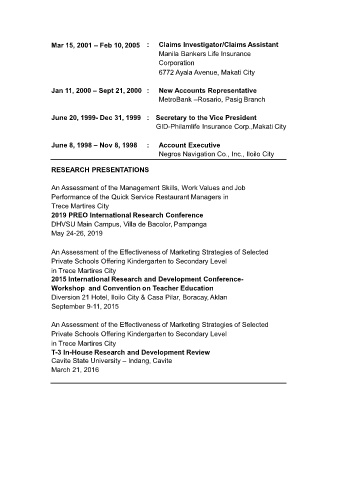 Mar 15, 2001 – Feb 10, 2005 : Claims Investigator/Claims Assistant
Manila Bankers Life Insurance
Corporation
6772 Ayala Avenue, Makati City
Jan 11, 2000 – Sept 21, 2000 : New Accounts Representative
MetroBank –Rosario, Pasig Branch
June 20, 1999- Dec 31, 1999 : Secretary to the Vice President
GID-Philamlife Insurance Corp.,Makati City
June 8, 1998 – Nov 8, 1998 : Account Executive
Negros Navigation Co., Inc., Iloilo City
RESEARCH PRESENTATIONS
An Assessment of the Management Skills, Work Values and Job
Performance of the Quick Service Restaurant Managers in
Trece Martires City
2019 PREO International Research Conference
DHVSU Main Campus, Villa de Bacolor, Pampanga
May 24-26, 2019
An Assessment of the Effectiveness of Marketing Strategies of Selected
Private Schools Offering Kindergarten to Secondary Level
in Trece Martires City
2015 International Research and Development Conference-
Workshop and Convention on Teacher Education
Diversion 21 Hotel, Iloilo City & Casa Pilar, Boracay, Aklan
September 9-11, 2015
An Assessment of the Effectiveness of Marketing Strategies of Selected
Private Schools Offering Kindergarten to Secondary Level
in Trece Martires City
T-3 In-House Research and Development Review
Cavite State University – Indang, Cavite
March 21, 2016